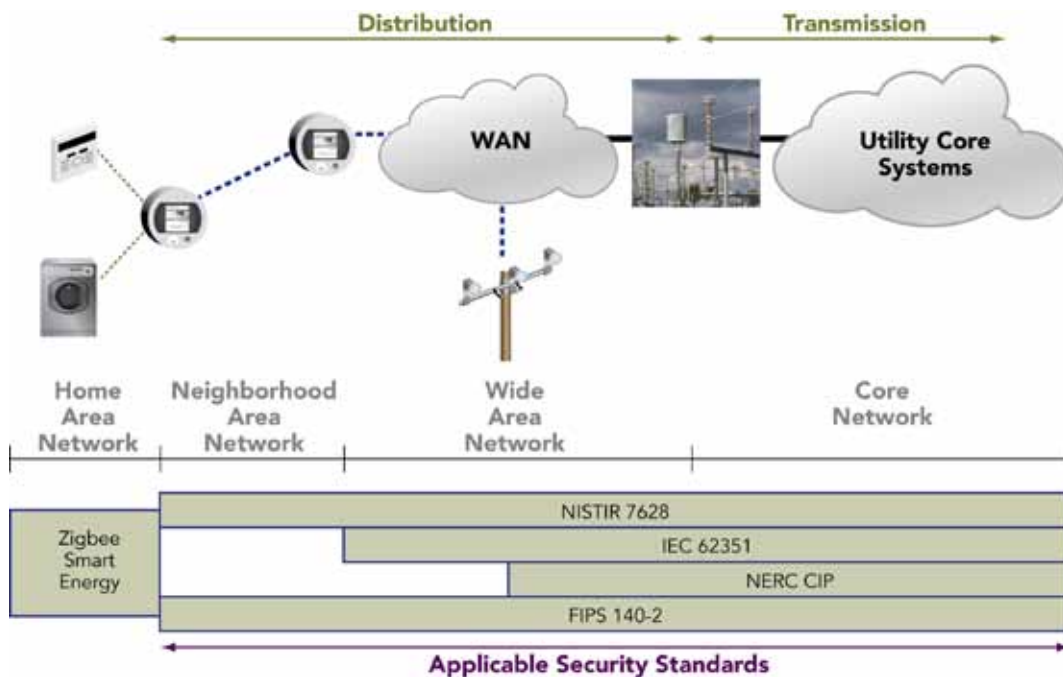 Distribution
Transmission
WAN
Utility Core
Systems
Home
Area
Network
Neighborhood
Area
Network
Wide
Area
Network
Core
Network
Zigbee
Smart
Energy
NISTIR 7628
IEC 62351
NERC CIP
FIPS 140-2
Applicable Security Standards